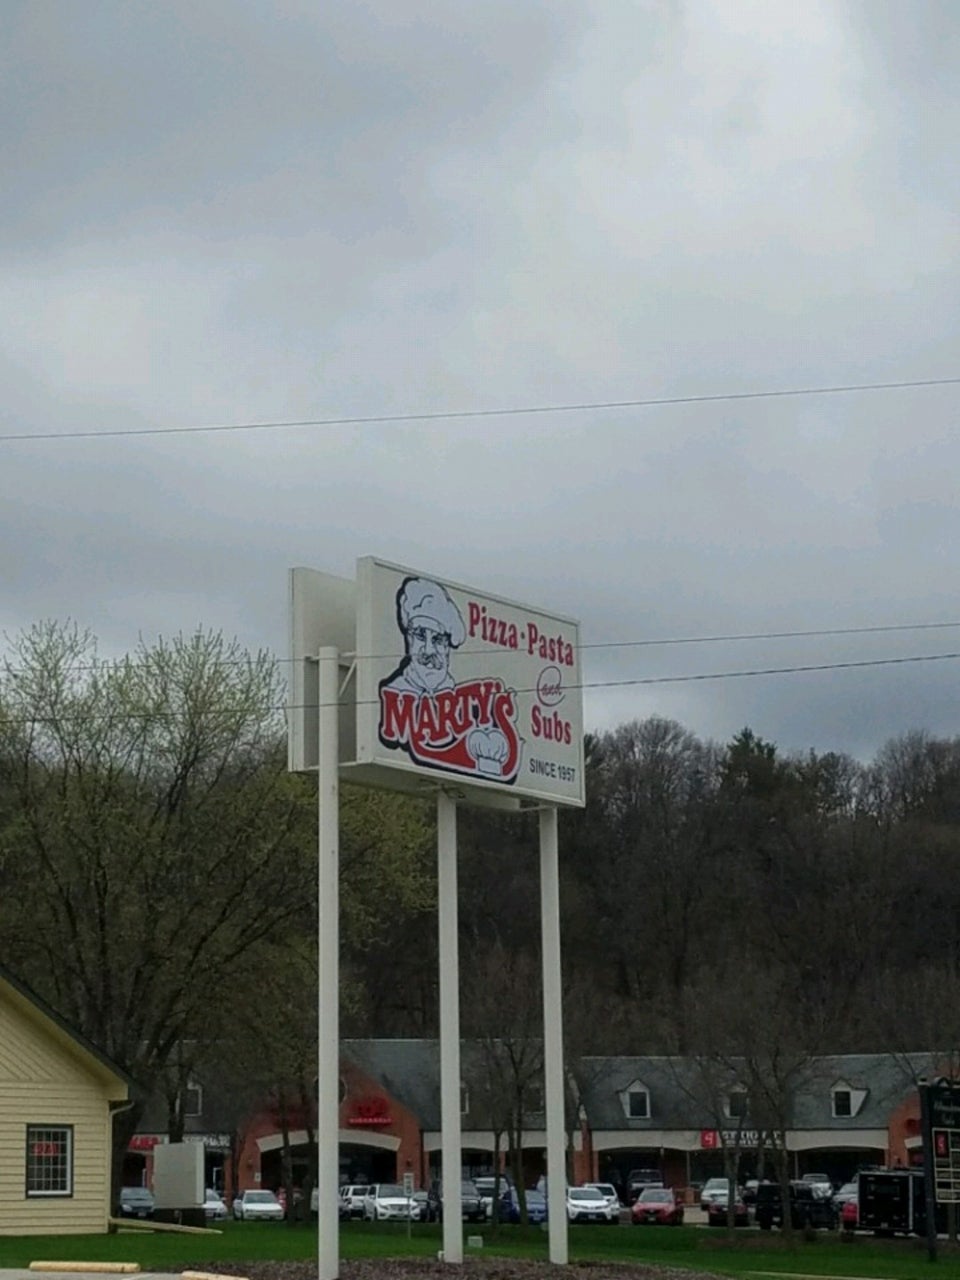 Pizza · Pasta
and
Subs
MARTY'S
SINCE 1957